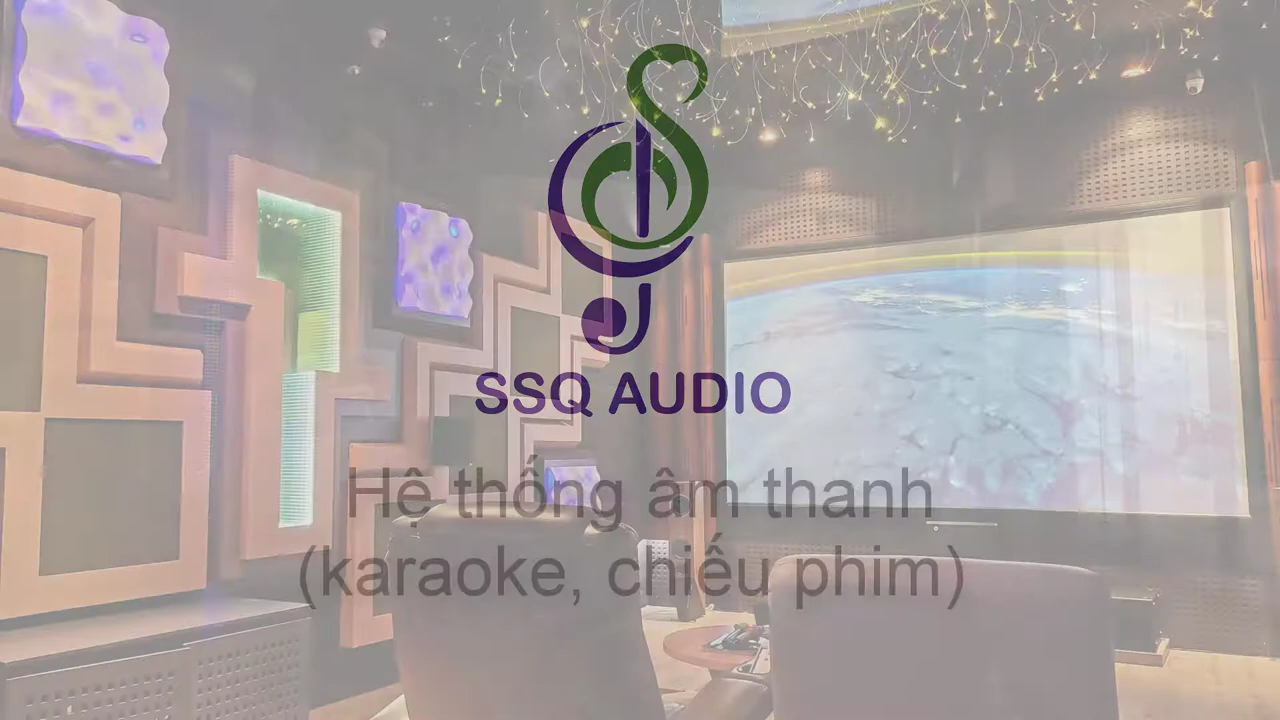 SSQ AUDIO
Hệ thống âm thanh
(karaoke, chiếu phim)